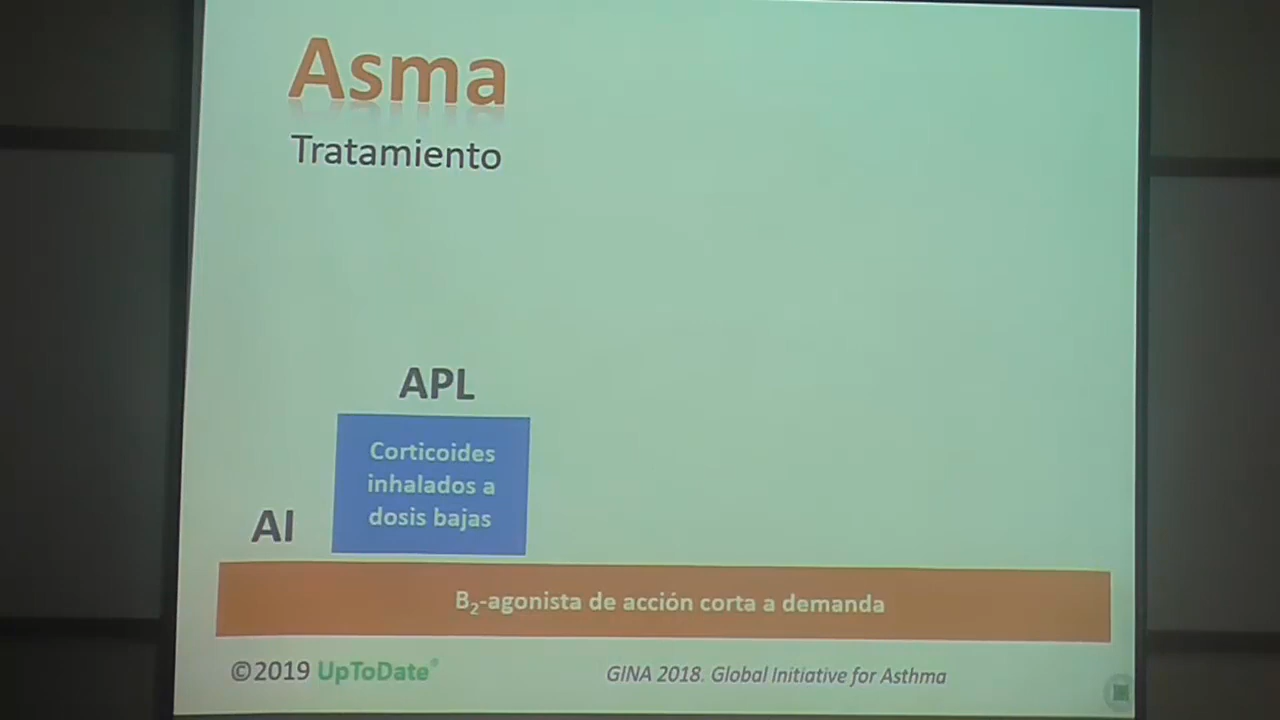 Asma
Tratamiento
APL
Corticoides
inhalados a
dosis bajas
AI
B₂-agonista de acción corta a demanda
©2019 UpToDate®
GINA 2018. Global Initiative for Asthma